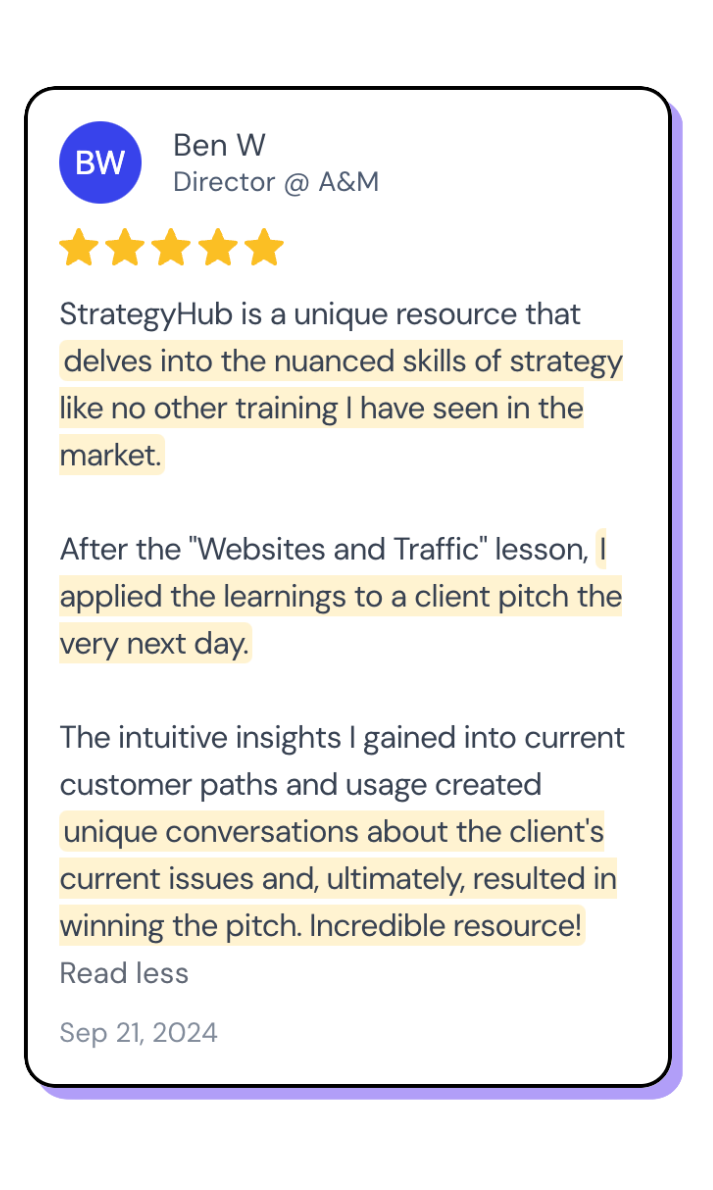 BW
Ben W
Director @ A&M
StrategyHub is a unique resource that
delves into the nuanced skills of strategy
like no other training I have seen in the
market.
After the "Websites and Traffic" lesson, I
applied the learnings to a client pitch the
very next day.
The intuitive insights I gained into current
customer paths and usage created
unique conversations about the client's
current issues and, ultimately, resulted in
winning the pitch. Incredible resource!
Read less
Sep 21, 2024